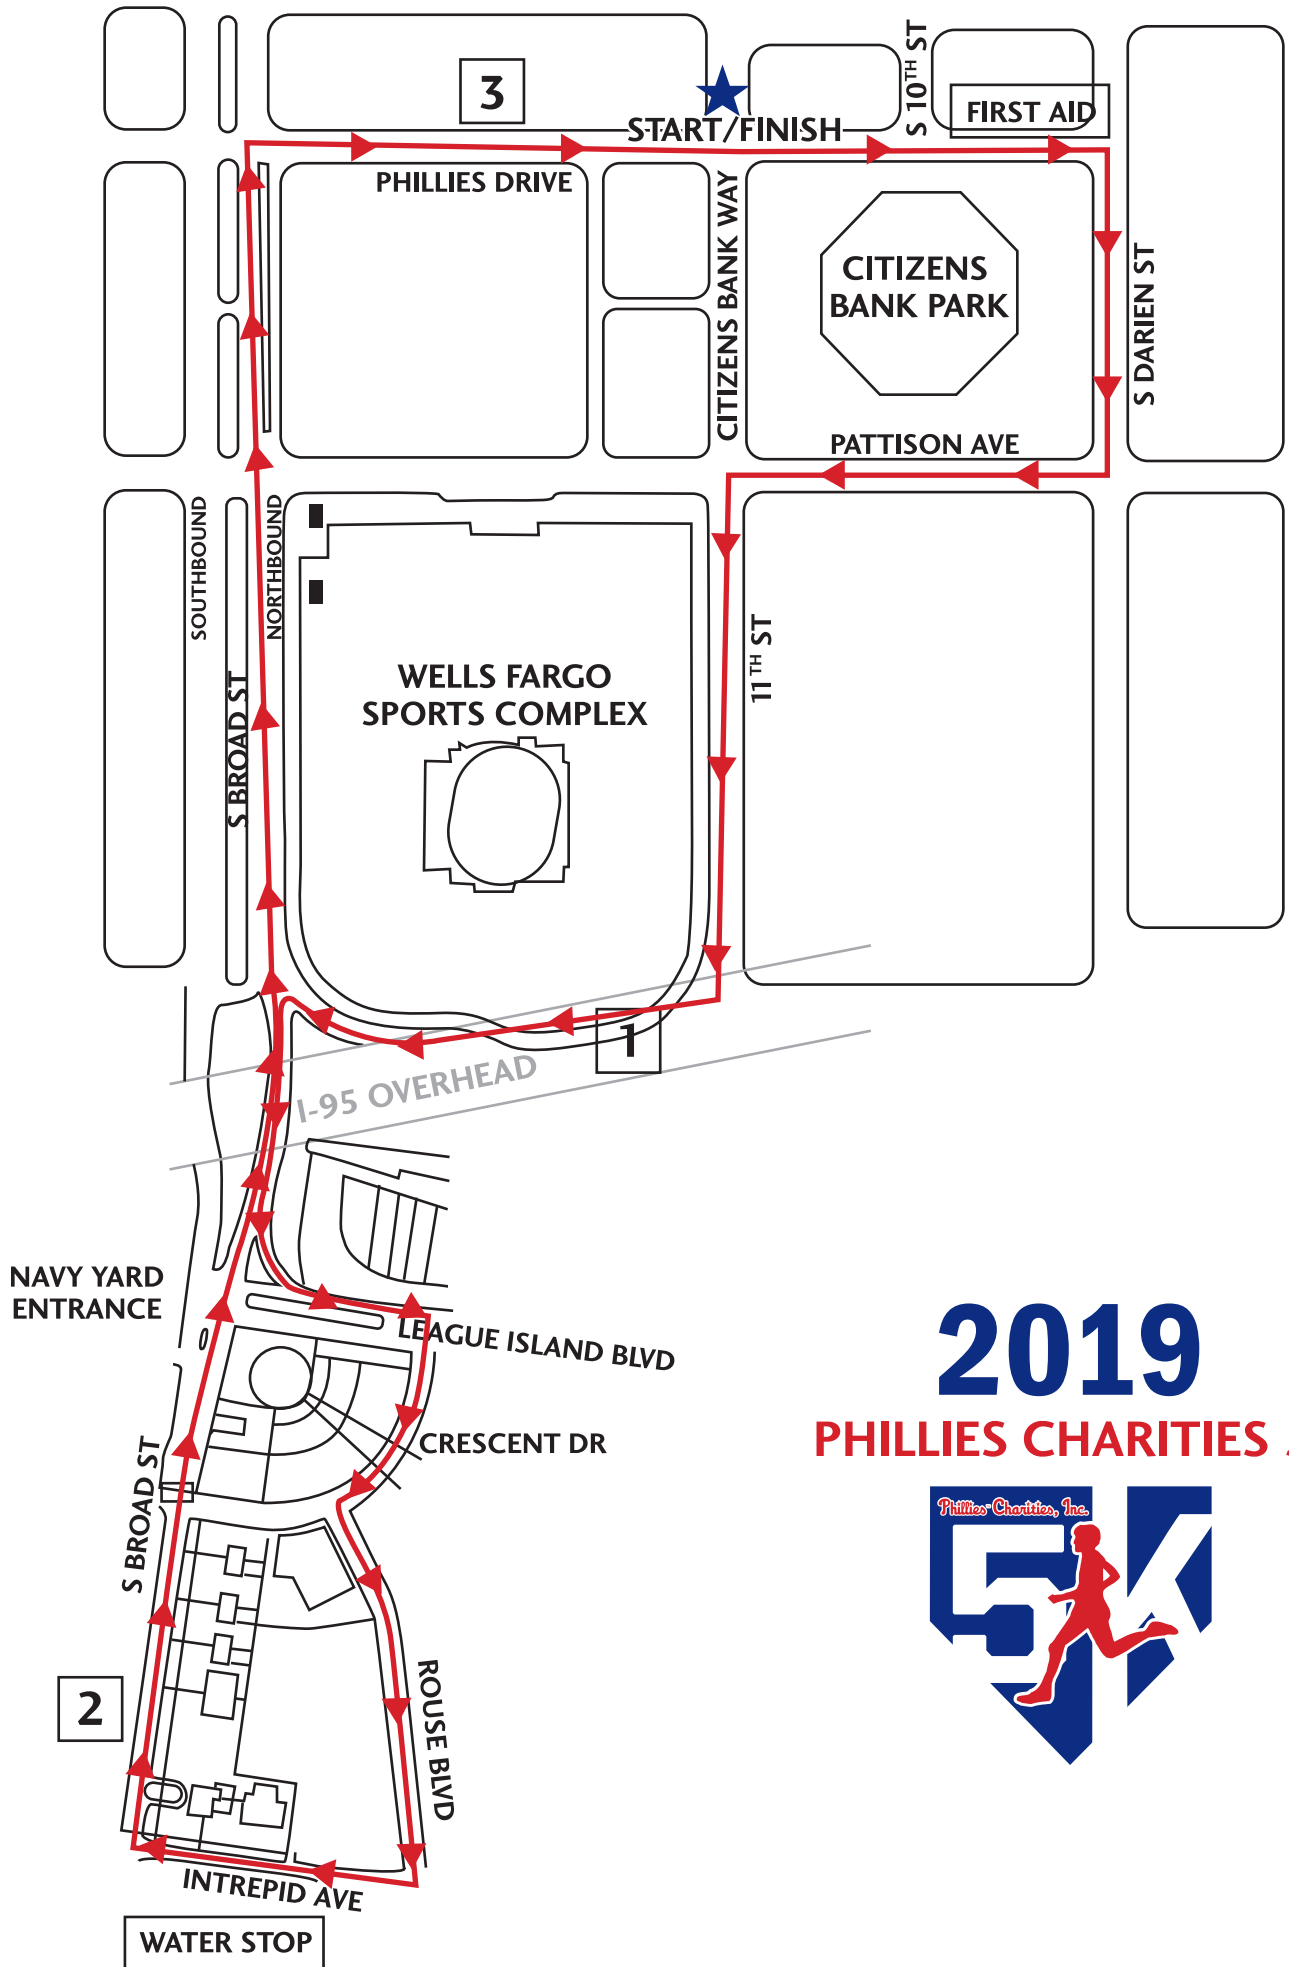 S 10TH ST
3
FIRST AID
START/FINISH
PHILLIES DRIVE
CITIZENS BANK WAY
CITIZENS
BANK PARK
S DARIEN ST
PATTISON AVE
SOUTHBOUND
NORTHBOUND
S BROAD ST
WELLS FARGO
SPORTS COMPLEX
11TH ST
1
I-95 OVERHEAD
NAVY YARD
ENTRANCE
LEAGUE ISLAND BLVD
CRESCENT DR
S BROAD ST
2
ROUSE BLVD
INTREPID AVE
WATER STOP
2019
PHILLIES CHARITIES
Phillies Charities, Inc.
5K